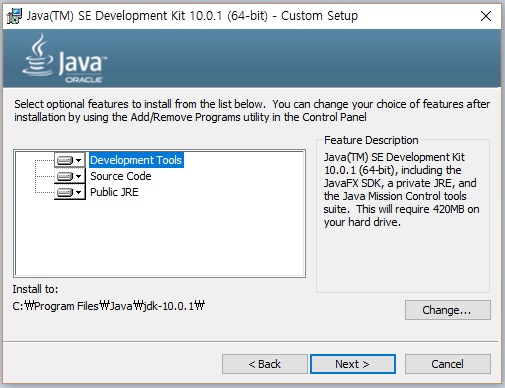 Java(TM) SE Development Kit 10.0.1 (64-bit) - Custom Setup
Java
ORACLE
Select optional features to install from the list below.  You can change your choice of features after
installation by using the Add/Remove Programs utility in the Control Panel
Development Tools
Source Code
Public JRE
Feature Description
Java(TM) SE Development Kit
10.0.1 (64-bit), including the
JavaFX SDK, a private JRE, and
the Java Mission Control tools
suite.  This will require 420MB on
your hard drive.
Install to:
C:₩Program Files₩Java₩jdk-10.0.1₩
Change...
< Back
Next >
Cancel